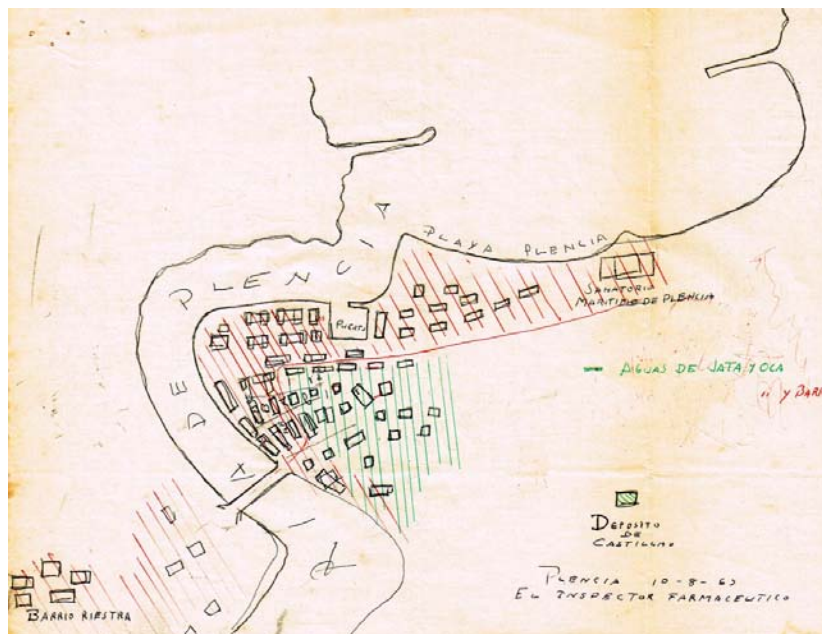 RIA DE PLENCIA
PLAYA PLENCIA
SANATORIO
MARITIMO DE PLENCIA
PUERTO
AGUAS DE JATA Y OCA
" Y BARR
DEPOSITO
DE
PLENCIA 10-8-63
EL INSPECTOR FARMACEUTICO
BARRIO RIESTRA